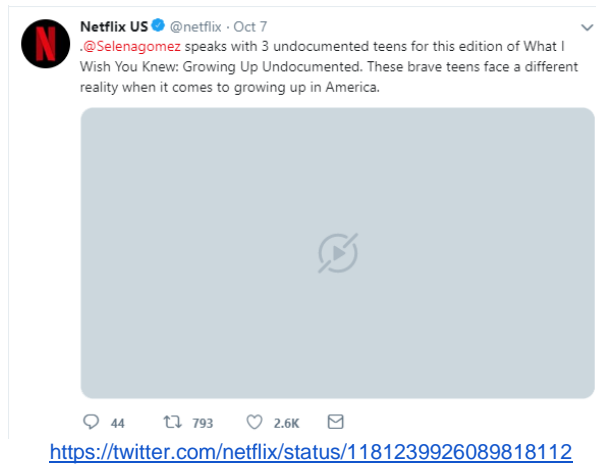 Netflix US @netflix · Oct 7
.@Selenagomez speaks with 3 undocumented teens for this edition of What I
Wish You Knew: Growing Up Undocumented. These brave teens face a different
reality when it comes to growing up in America.
44 793 2.6K
https://twitter.com/netflix/status/1181239926089818112